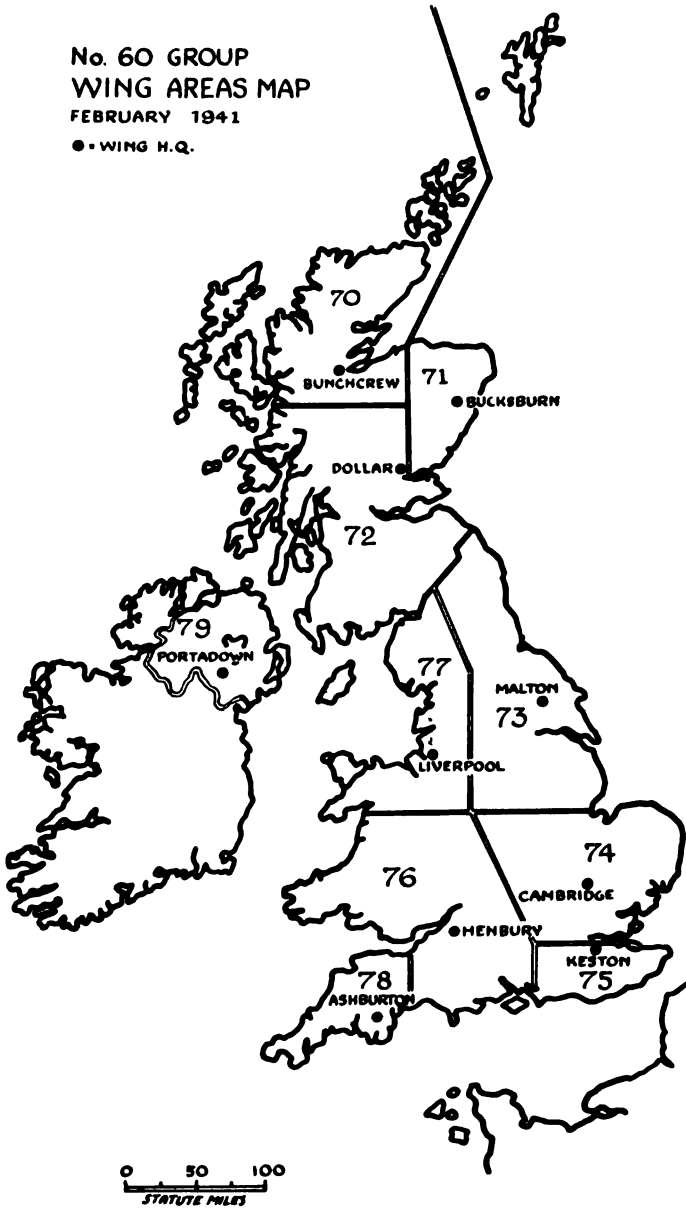 No. 60 GROUP
WING AREAS MAP
FEBRUARY 1941
●=WING H.Q.
70
BUNCHCREW
71
BUCKSBURN
DOLLAR
72
79
PORTADOWN
77
MALTON
73
LIVERPOOL
74
76
CAMBRIDGE
HENBURY
KESTON
78
75
ASHBURTON
0 50 100
STATUTE MILES